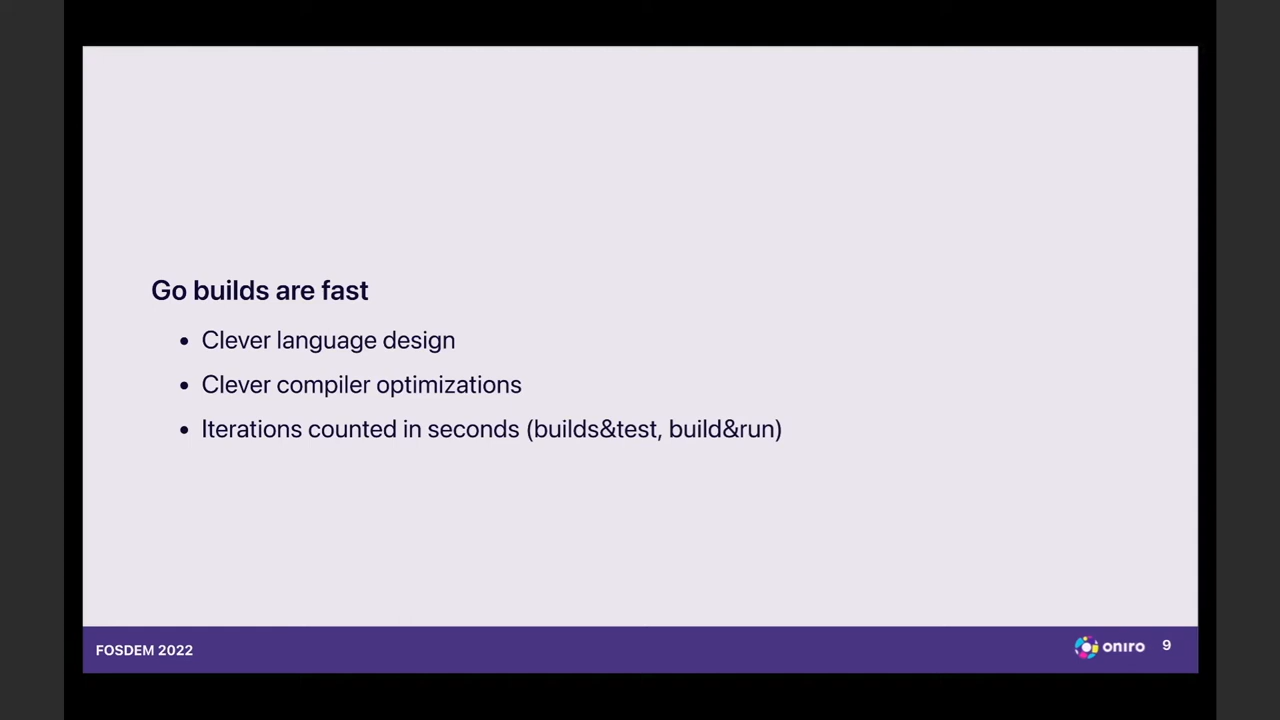 Go builds are fast
• Clever language design
• Clever compiler optimizations
• Iterations counted in seconds (builds&test, build&run)
FOSDEM 2022
oniro
9